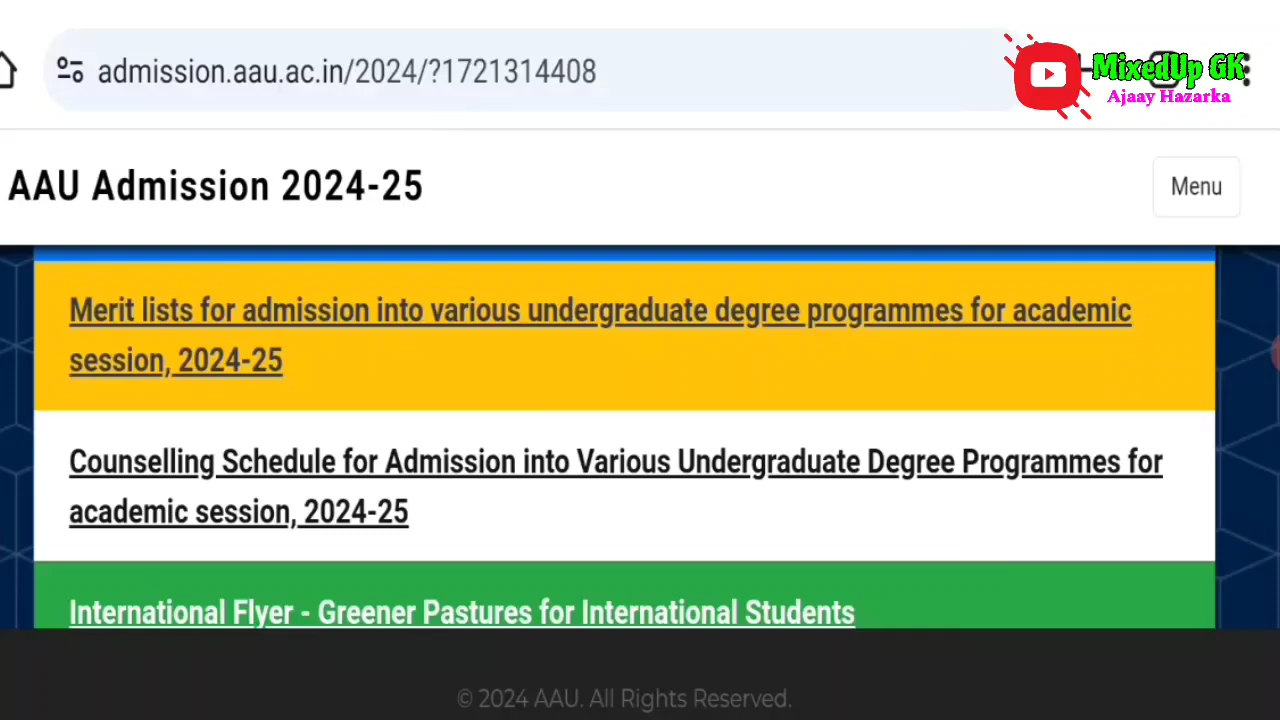 admission.aau.ac.in/2024/?1721314408
MixedUp GK
Ajaay Hazarka
AAU Admission 2024-25
Menu
Merit lists for admission into various undergraduate degree programmes for academic
session, 2024-25
Counselling Schedule for Admission into Various Undergraduate Degree Programmes for
academic session, 2024-25
International Flyer - Greener Pastures for International Students
© 2024 AAU. All Rights Reserved.